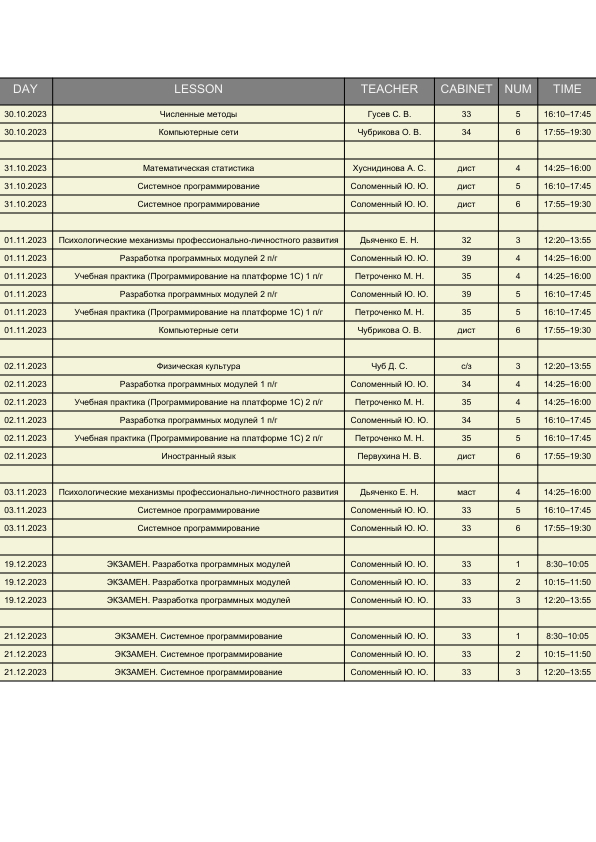 DAY LESSON TEACHER CABINET NUM TIME
30.10.2023 Численные методы Гусев С. В. 33 5 16:10–17:45
30.10.2023 Компьютерные сети Чубрикова О. В. 34 6 17:55–19:30
31.10.2023 Математическая статистика Хуснидинова А. С. дист 4 14:25–16:00
31.10.2023 Системное программирование Соломенный Ю. Ю. дист 5 16:10–17:45
31.10.2023 Системное программирование Соломенный Ю. Ю. дист 6 17:55–19:30
01.11.2023 Психологические механизмы профессионально-личностного развития Дьяченко Е. Н. 32 3 12:20–13:55
01.11.2023 Разработка программных модулей 2 п/г Соломенный Ю. Ю. 39 4 14:25–16:00
01.11.2023 Учебная практика (Программирование на платформе 1С) 1 п/г Петроченко М. Н. 35 4 14:25–16:00
01.11.2023 Разработка программных модулей 2 п/г Соломенный Ю. Ю. 39 5 16:10–17:45
01.11.2023 Учебная практика (Программирование на платформе 1С) 1 п/г Петроченко М. Н. 35 5 16:10–17:45
01.11.2023 Компьютерные сети Чубрикова О. В. дист 6 17:55–19:30
02.11.2023 Физическая культура Чуб Д. С. с/з 3 12:20–13:55
02.11.2023 Разработка программных модулей 1 п/г Соломенный Ю. Ю. 34 4 14:25–16:00
02.11.2023 Учебная практика (Программирование на платформе 1С) 2 п/г Петроченко М. Н. 35 4 14:25–16:00
02.11.2023 Разработка программных модулей 1 п/г Соломенный Ю. Ю. 34 5 16:10–17:45
02.11.2023 Учебная практика (Программирование на платформе 1С) 2 п/г Петроченко М. Н. 35 5 16:10–17:45
02.11.2023 Иностранный язык Первухина Н. В. дист 6 17:55–19:30
03.11.2023 Психологические механизмы профессионально-личностного развития Дьяченко Е. Н. маст 4 14:25–16:00
03.11.2023 Системное программирование Соломенный Ю. Ю. 33 5 16:10–17:45
03.11.2023 Системное программирование Соломенный Ю. Ю. 33 6 17:55–19:30
19.12.2023 ЭКЗАМЕН. Разработка программных модулей Соломенный Ю. Ю. 33 1 8:30–10:05
19.12.2023 ЭКЗАМЕН. Разработка программных модулей Соломенный Ю. Ю. 33 2 10:15–11:50
19.12.2023 ЭКЗАМЕН. Разработка программных модулей Соломенный Ю. Ю. 33 3 12:20–13:55
21.12.2023 ЭКЗАМЕН. Системное программирование Соломенный Ю. Ю. 33 1 8:30–10:05
21.12.2023 ЭКЗАМЕН. Системное программирование Соломенный Ю. Ю. 33 2 10:15–11:50
21.12.2023 ЭКЗАМЕН. Системное программирование Соломенный Ю. Ю. 33 3 12:20–13:55